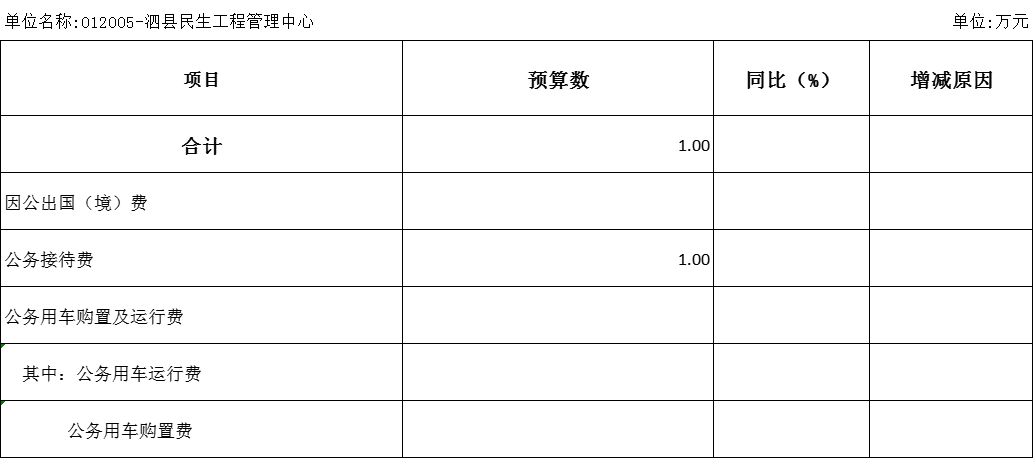 单位名称:012005-泗县民生工程管理中心 单位:万元
项目 预算数 同比（%） 增减原因
合计 1.00
因公出国（境）费
公务接待费 1.00
公务用车购置及运行费
其中: 公务用车运行费
公务用车购置费